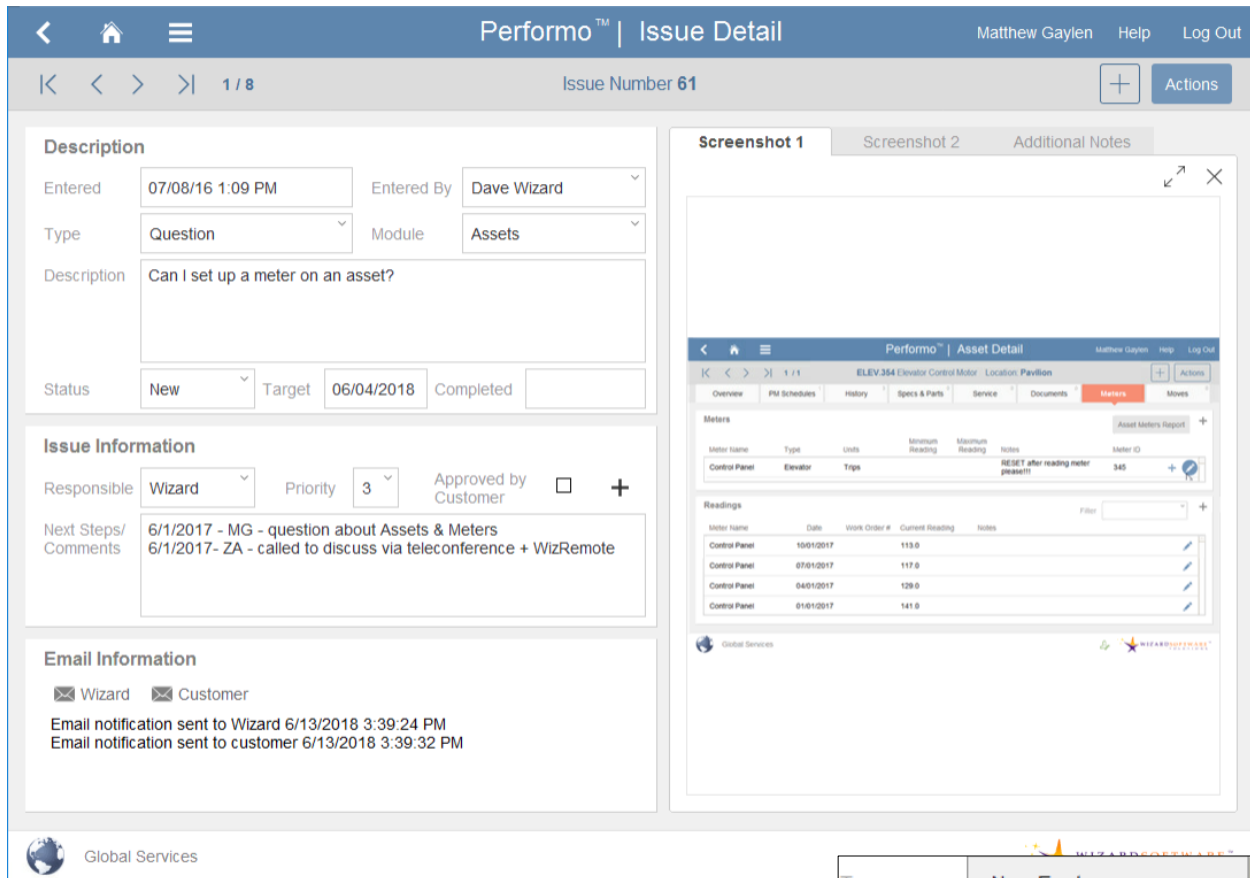 Performo™ | Issue Detail
Matthew Gaylen Help Log Out
1 / 8
Issue Number 61
Actions
Description
Entered 07/08/16 1:09 PM Entered By Dave Wizard
Type Question Module Assets
Description Can I set up a meter on an asset?
Status New Target 06/04/2018 Completed
Issue Information
Responsible Wizard Priority 3 Approved by
Customer
Next Steps/ 6/1/2017 - MG - question about Assets & Meters
Comments 6/1/2017- ZA - called to discuss via teleconference + WizRemote
Email Information
Wizard Customer
Email notification sent to Wizard 6/13/2018 3:39:24 PM
Email notification sent to customer 6/13/2018 3:39:32 PM
Screenshot 1 Screenshot 2 Additional Notes
Performo™ | Asset Detail
Matthew Gaylen Help Log Out
1 / 1
ELEV.354 Elevator Control Motor Location Pavilion
Actions
Overview PM Schedules History Specs & Parts Service Documents Meters Moves
Meters
Asset Meters Report
Meter Name Type Units Minimum Reading Maximum Reading Notes Meter ID
Control Panel Elevator Trips RESET after reading meter please!!! 345
Readings
Filter
Meter Name Date Work Order # Current Reading Notes
Control Panel 10/01/2017 113.0
Control Panel 07/01/2017 117.0
Control Panel 04/01/2017 129.0
Control Panel 01/01/2017 141.0
Global Services
WIZARDSOFTWARE
SOLUTIONS
Global Services
WIZARDSOFTWARE™